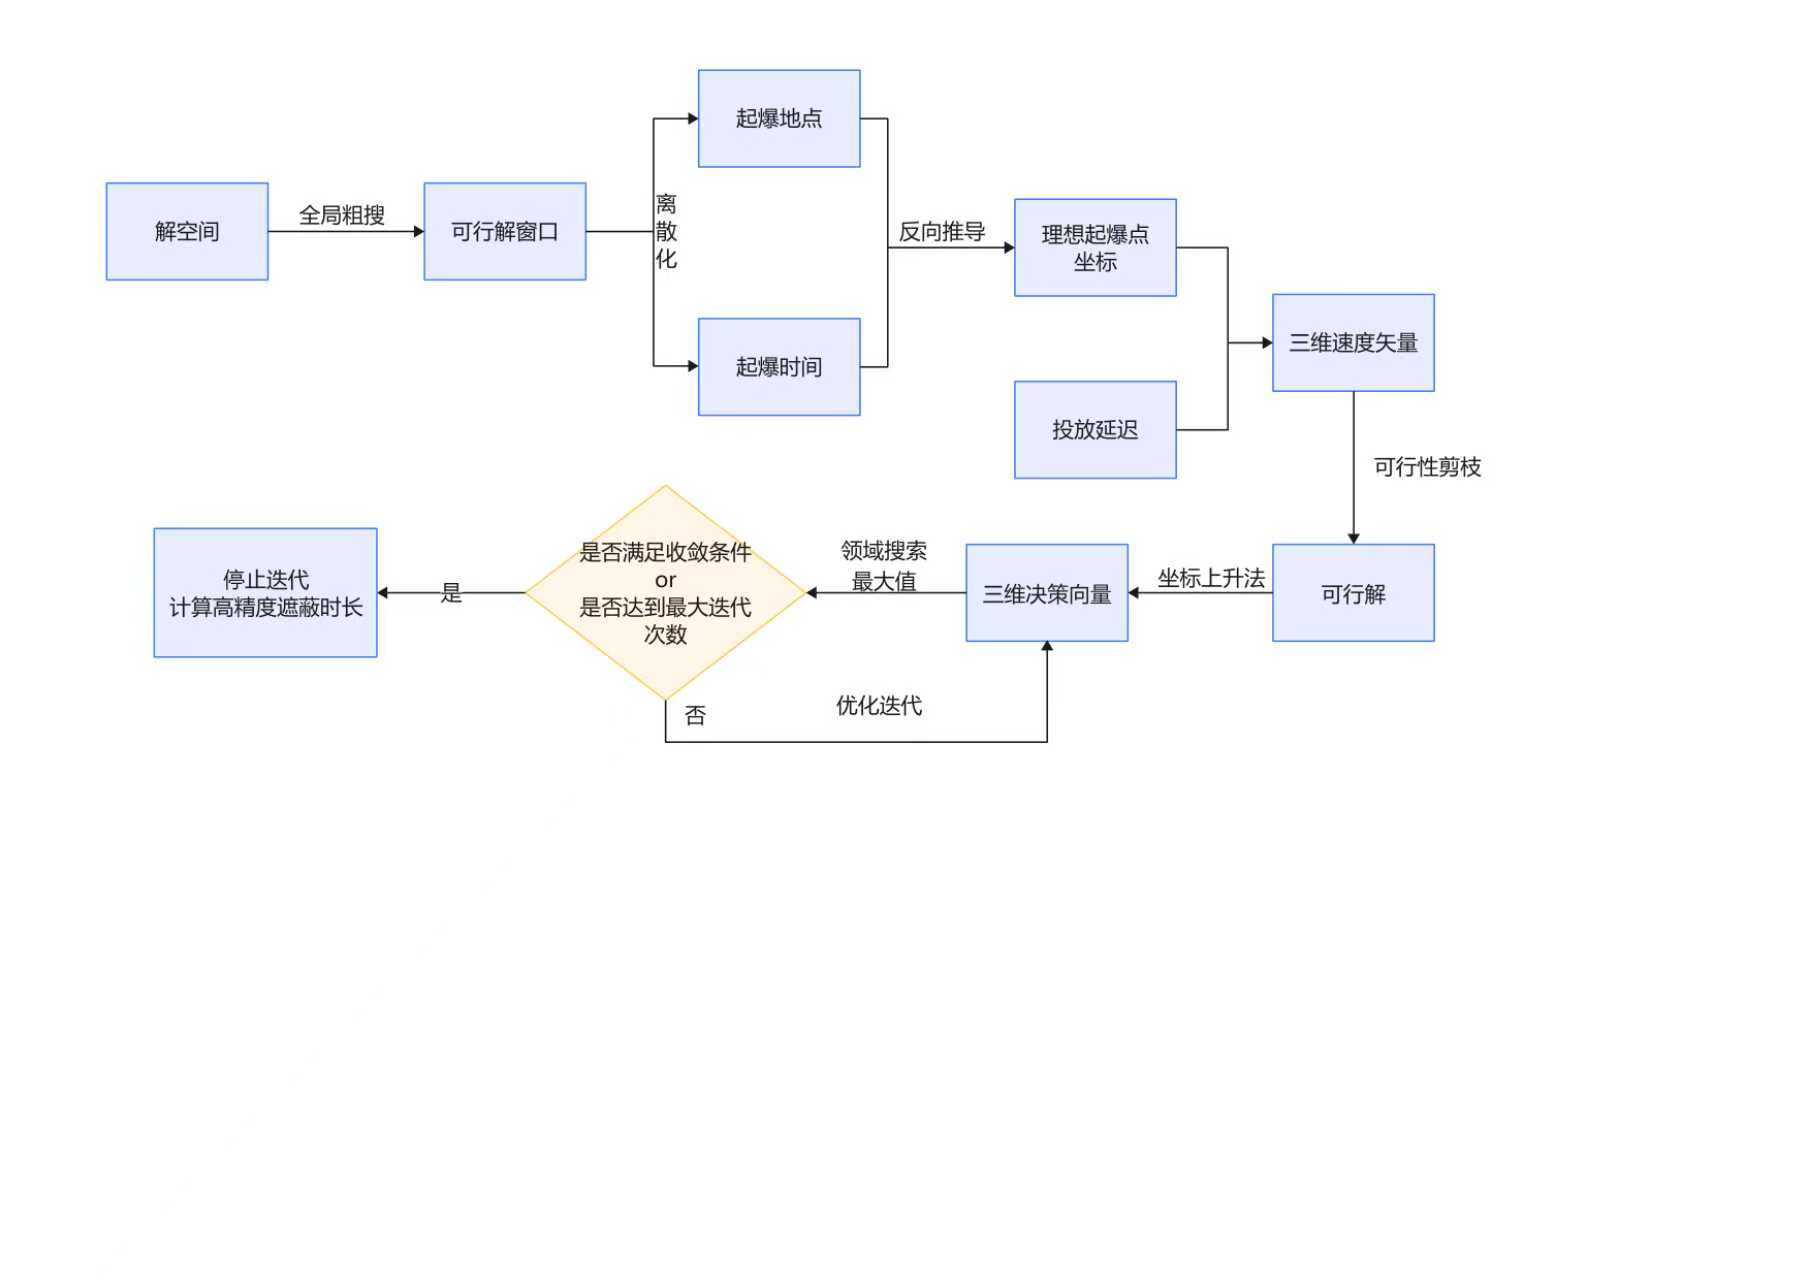 解空间
全局粗搜
可行解窗口
离
散
化
起爆地点
起爆时间
反向推导
理想起爆点
坐标
投放延迟
三维速度矢量
可行性剪枝
可行解
坐标上升法
三维决策向量
领域搜索
最大值
是否满足收敛条件
or
是否达到最大迭代
次数
是
停止迭代
计算高精度遮蔽时长
否
优化迭代